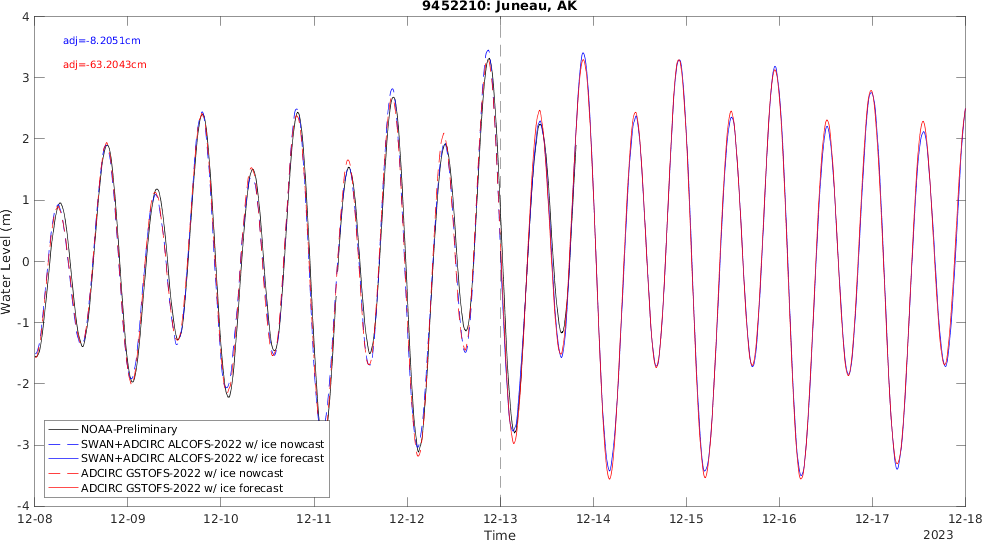 9452210: Juneau, AK
adj=-8.2051cm
adj=-63.2043cm
4
3
2
1
0
-1
-2
-3
-4
Water Level (m)
NOAA-Preliminary
SWAN+ADCIRC ALCOFS-2022 w/ ice nowcast
SWAN+ADCIRC ALCOFS-2022 w/ ice forecast
ADCIRC GSTOFS-2022 w/ ice nowcast
ADCIRC GSTOFS-2022 w/ ice forecast
12-08 12-09 12-10 12-11 12-12 12-13 12-14 12-15 12-16 12-17 12-18
Time
2023